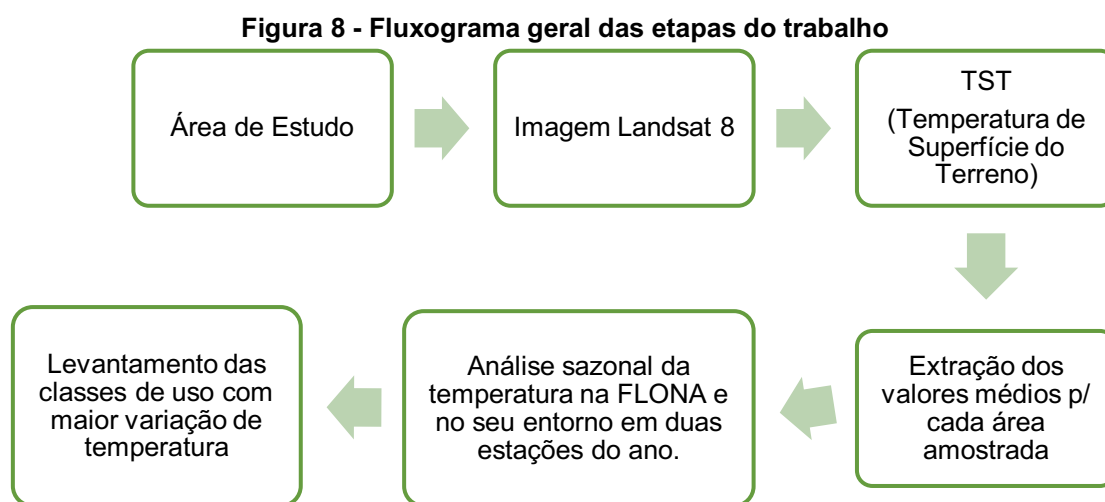 Figura 8 - Fluxograma geral das etapas do trabalho
Área de Estudo
Imagem Landsat 8
TST
(Temperatura de
Superfície do
Terreno)
Extração dos
valores médios p/
cada área
amostrada
Análise sazonal da
temperatura na FLONA e
no seu entorno em duas
estações do ano.
Levantamento das
classes de uso com
maior variação de
temperatura